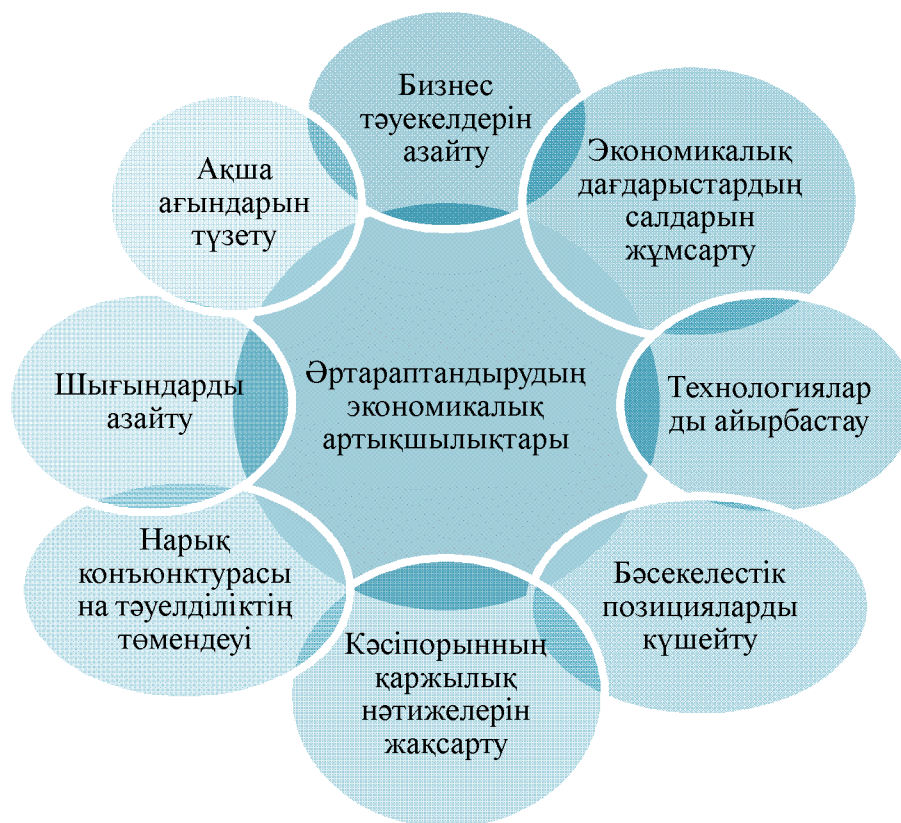 Бизнес
тәуекелдерін
азайту
Экономикалық
дағдарыстардың
салдарын
жұмсарту
Ақша
ағындарын
түзету
Әртараптандырудың
экономикалық
артықшылықтары
Технологиялар
ды айырбастау
Шығындарды
азайту
Бәсекелестік
позицияларды
күшейту
Нарық
конъюнктурасы
на тәуелділіктің
төмендеуі
Кәсіпорынның
қаржылық
нәтижелерін
жақсарту